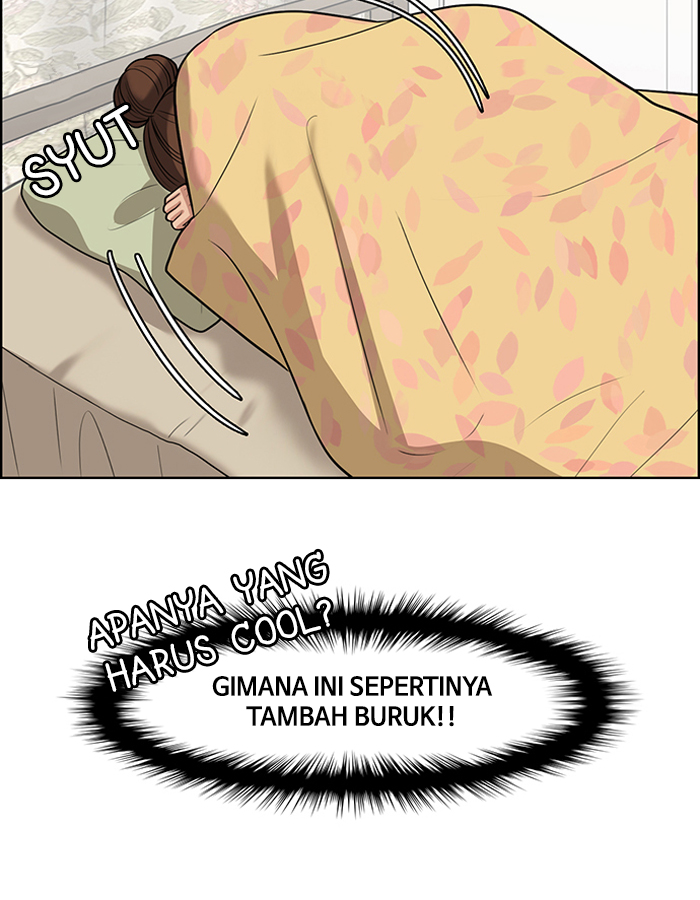 SYUT
APANYA YANG
HARUS COOL?
GIMANA INI SEPERTINYA
TAMBAH BURUK!!